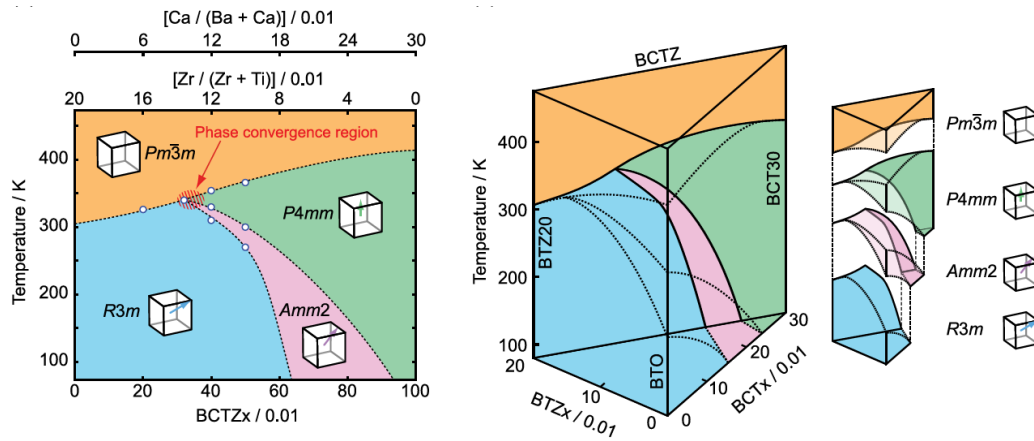 [Ca / (Ba + Ca)] / 0.01
0 6 12 18 24 30
[Zr / (Zr + Ti)] / 0.01
20 16 12 8 4 0
Phase convergence region
Pm3̅m
P4mm
R3m
Amm2
400
300
200
100
Temperature / K
0 20 40 60 80 100
BCTZx / 0.01
BCTZ
BTZ20
BCT30
BTO
400
300
200
100
Temperature / K
20 10 0
BTZx / 0.01
0 10 20 30
BCTx / 0.01
Pm3̅m
P4mm
Amm2
R3m